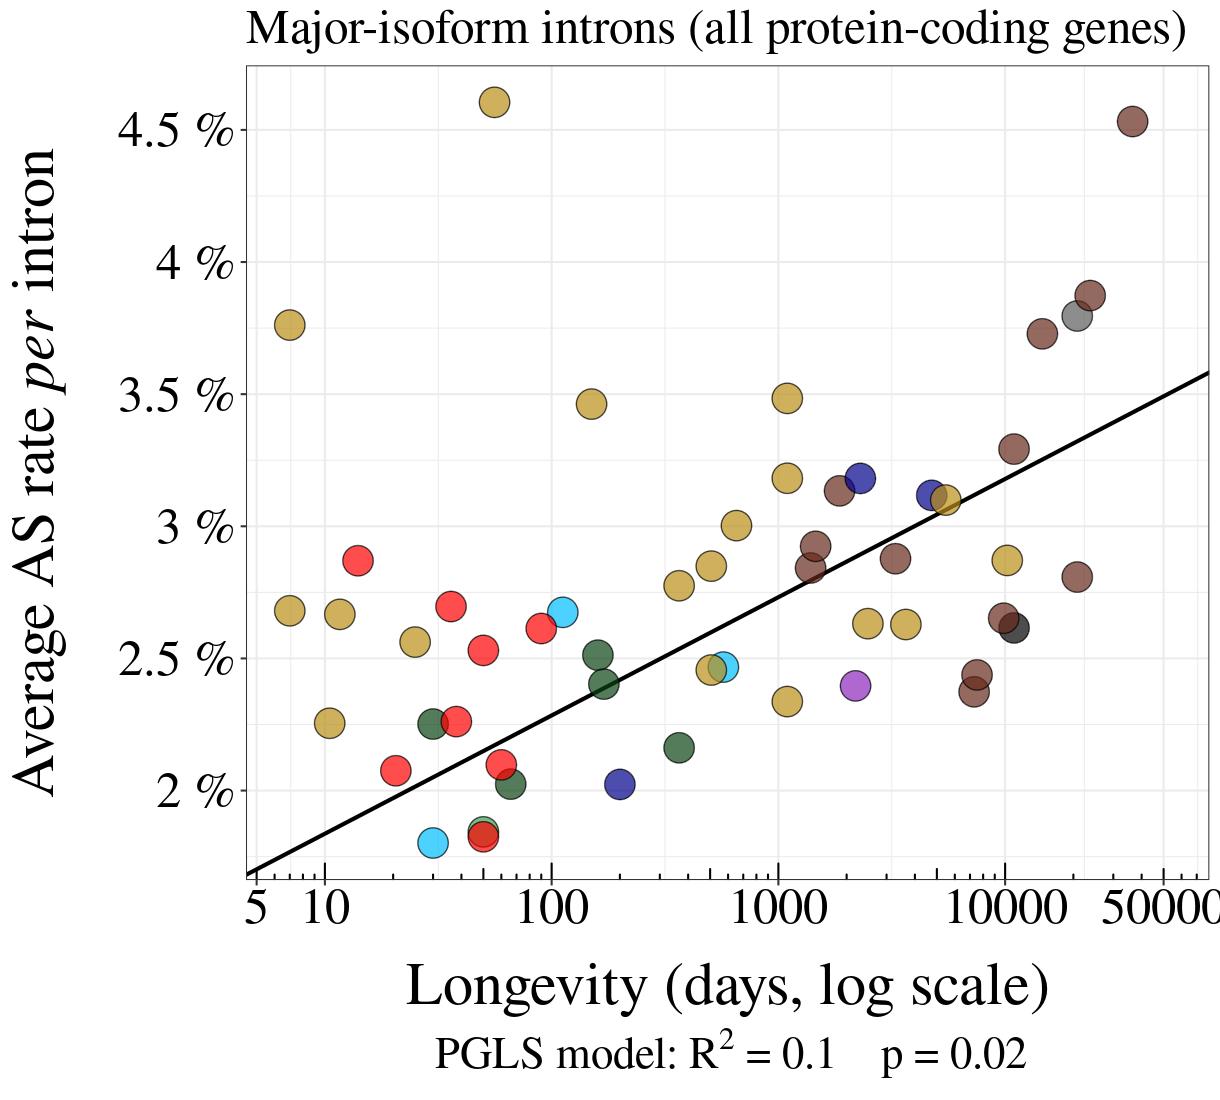 Major-isoform introns (all protein-coding genes)
Average AS rate per intron
4.5 %
4 %
3.5 %
3 %
2.5 %
2 %
5 10 100 1000 10000 50000
Longevity (days, log scale)
PGLS model: R² = 0.1 p = 0.02